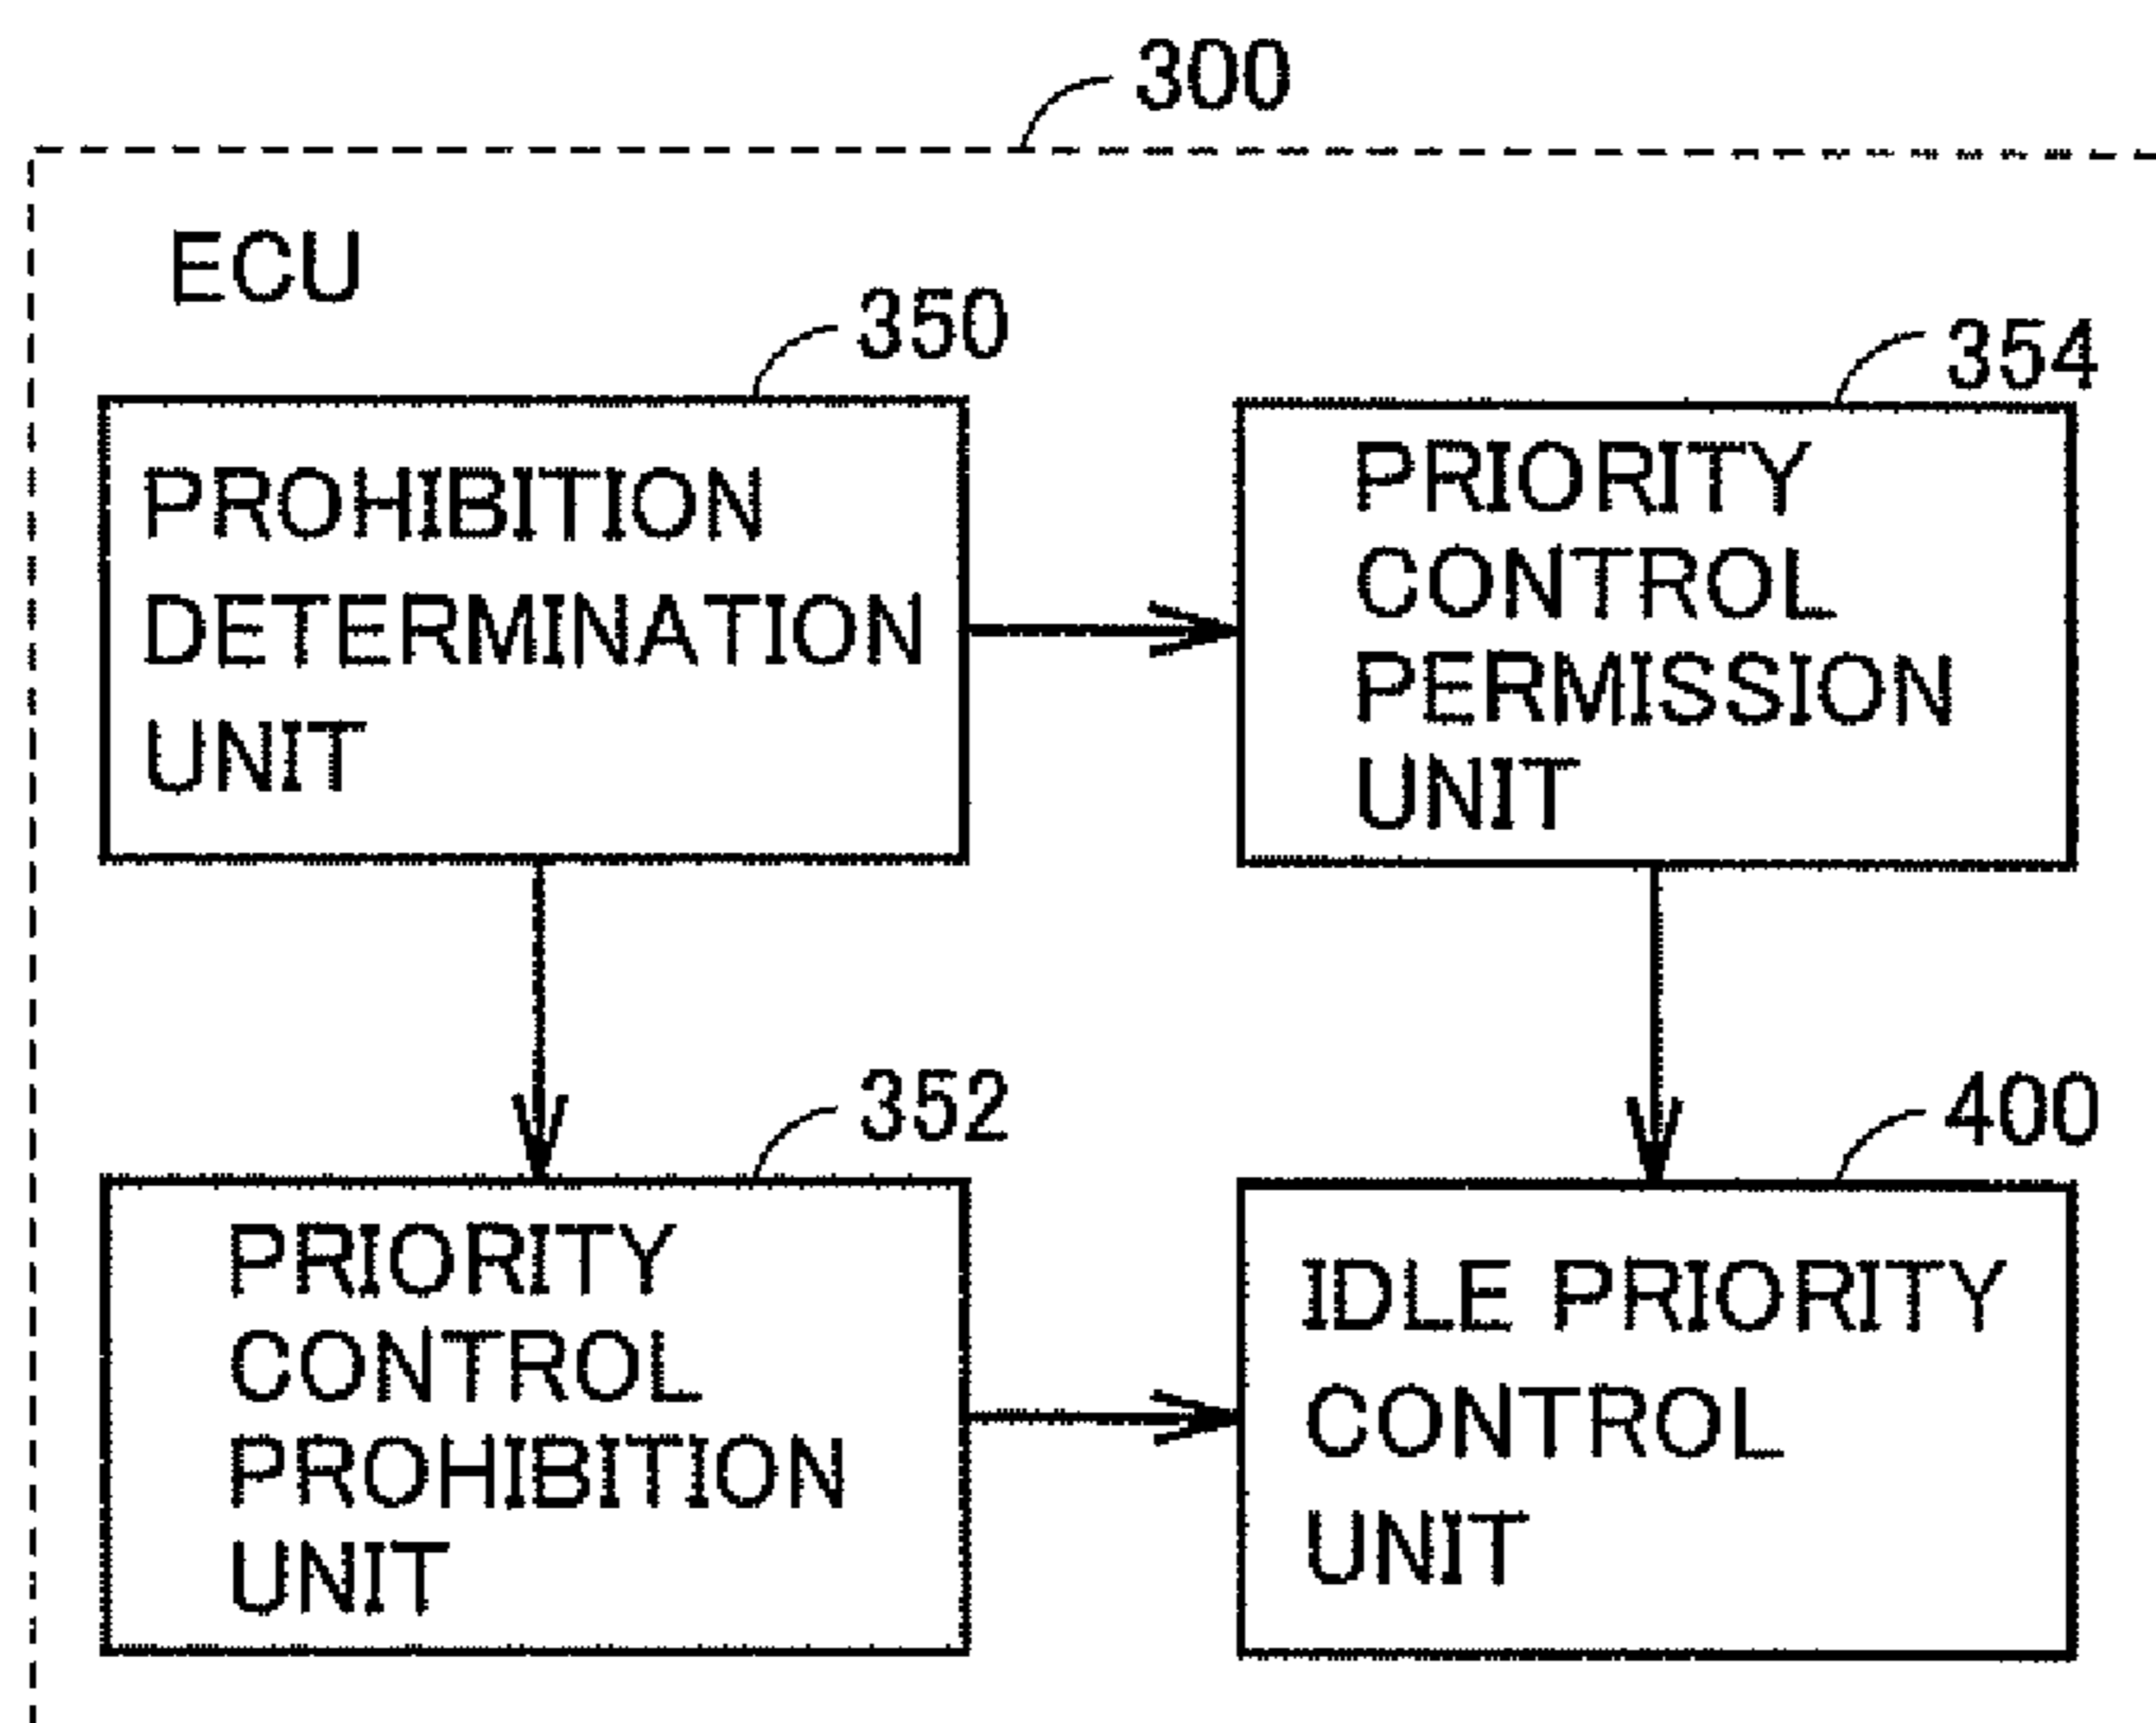 300
ECU
350
PROHIBITION
DETERMINATION
UNIT
354
PRIORITY
CONTROL
PERMISSION
UNIT
352
PRIORITY
CONTROL
PROHIBITION
UNIT
400
IDLE PRIORITY
CONTROL
UNIT